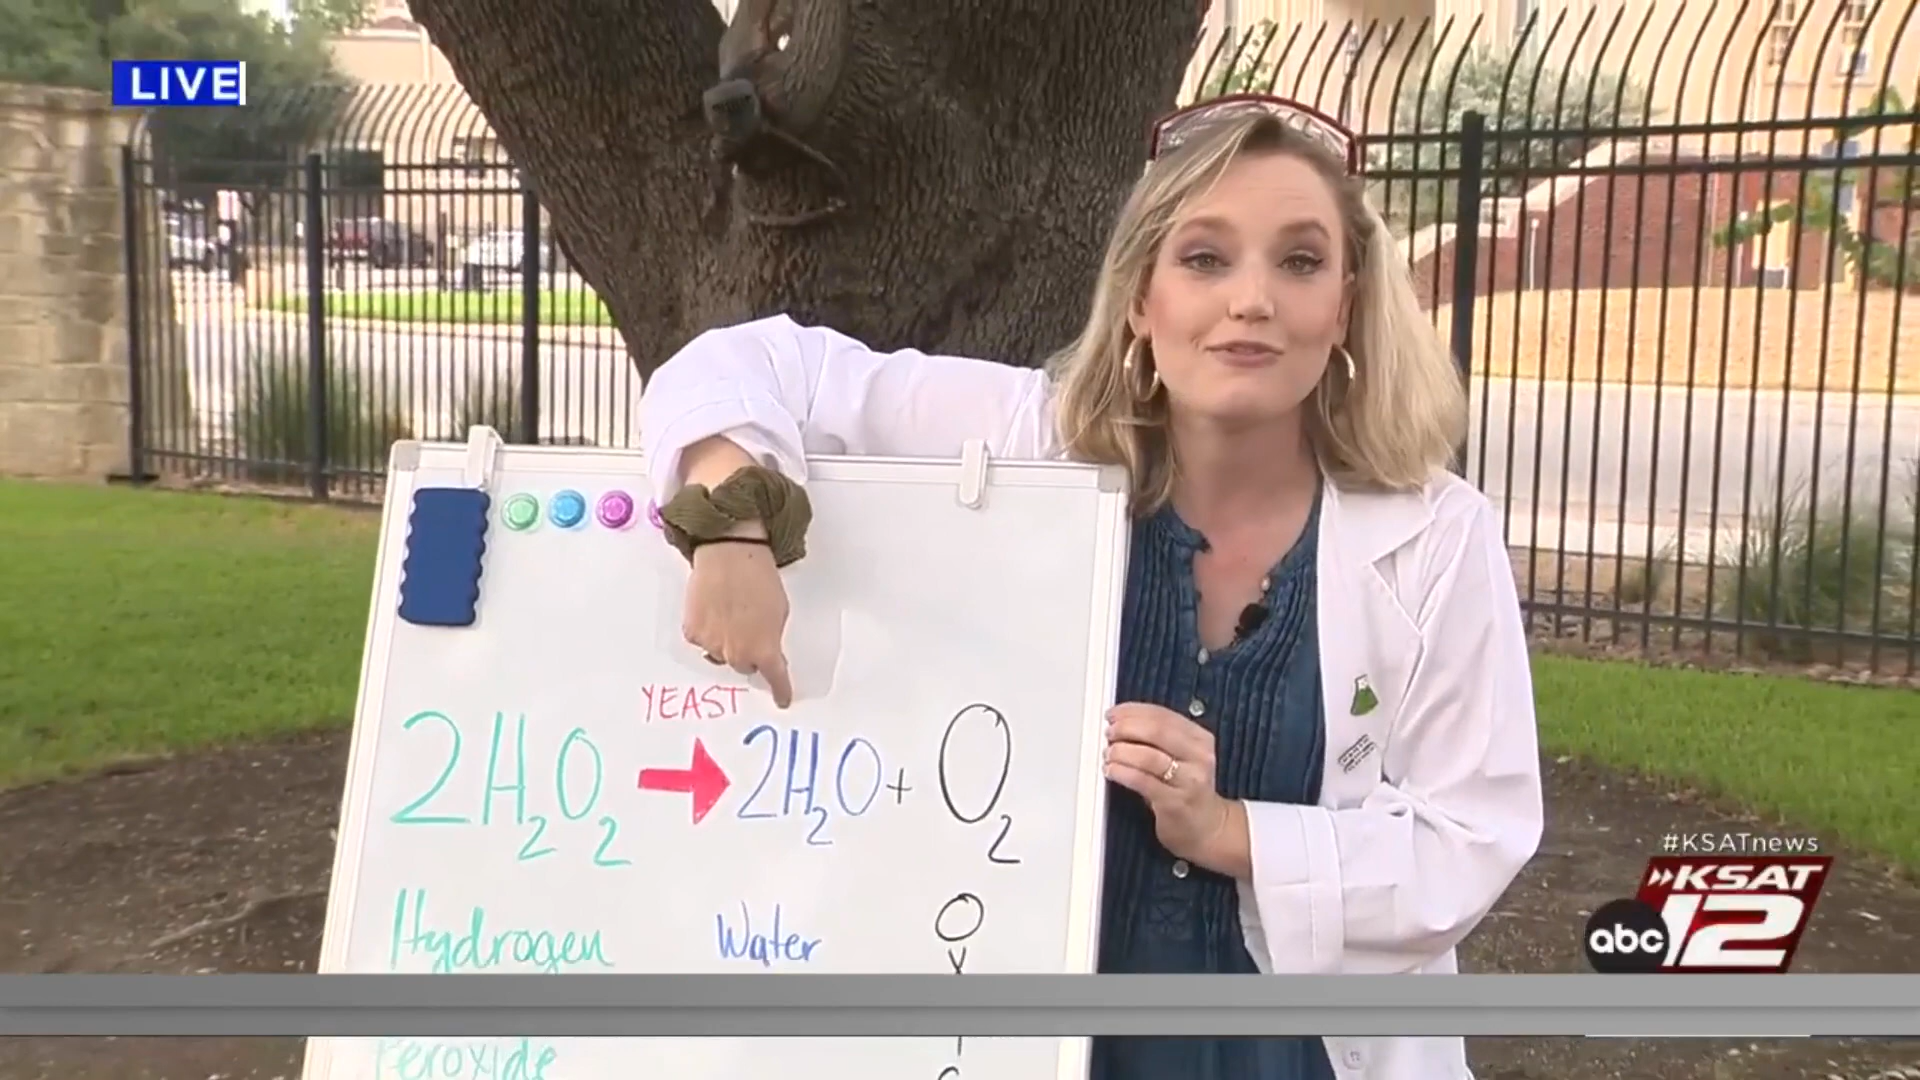 LIVE
YEAST
2H₂O₂ → 2H₂O + O₂
Hydrogen Water O
x
Peroxide
#KSATnews
KSAT
12
abc